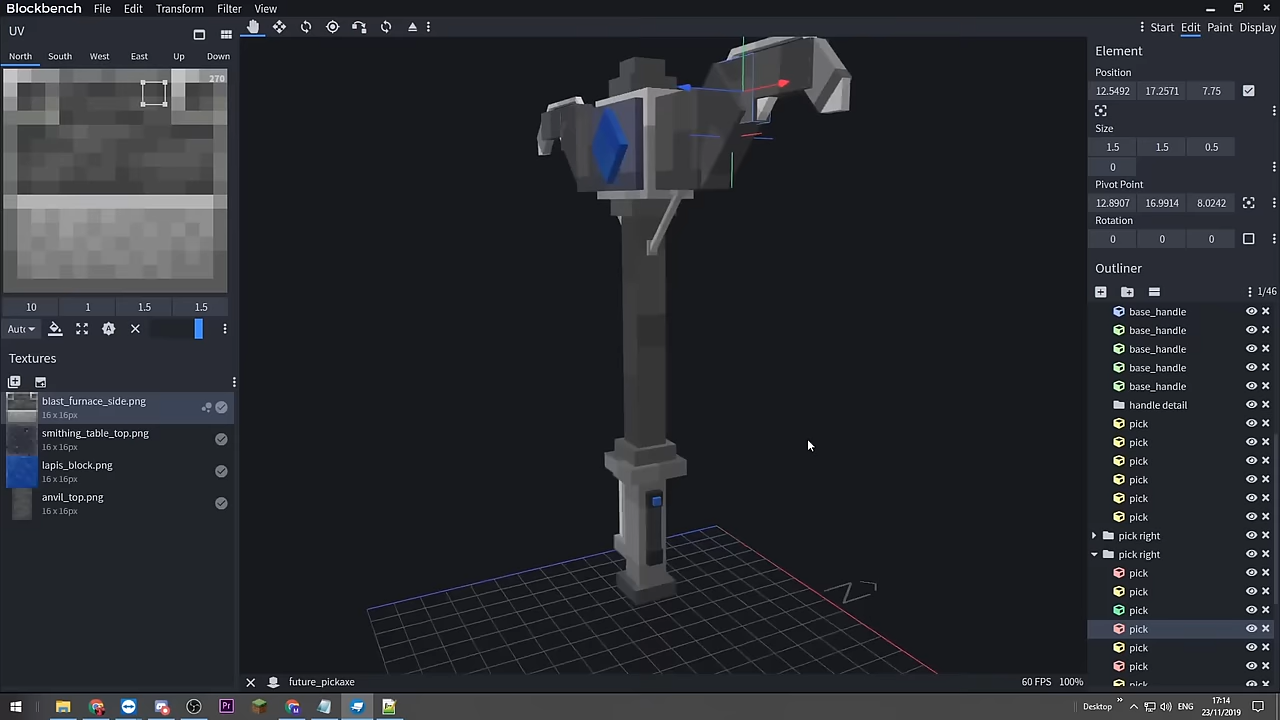 Blockbench File Edit Transform Filter View
Start Edit Paint Display
UV
North South West East Up Down
270
10 1 1.5 1.5
Auto
Textures
blast_furnace_side.png
16 x 16px
smithing_table_top.png
16 x 16px
lapis_block.png
16 x 16px
anvil_top.png
16 x 16px
N
future_pickaxe
60 FPS 100%
Element
Position
12.5492 17.2571 7.75
Size
1.5 1.5 0.5
0
Pivot Point
12.8907 16.9914 8.0242
Rotation
0 0 0
Outliner
1/46
base_handle
base_handle
base_handle
base_handle
base_handle
handle detail
pick
pick
pick
pick
pick
pick
pick right
pick right
pick
pick
pick
pick
pick
pick
pick
Desktop ENG 17:14
23/11/2019